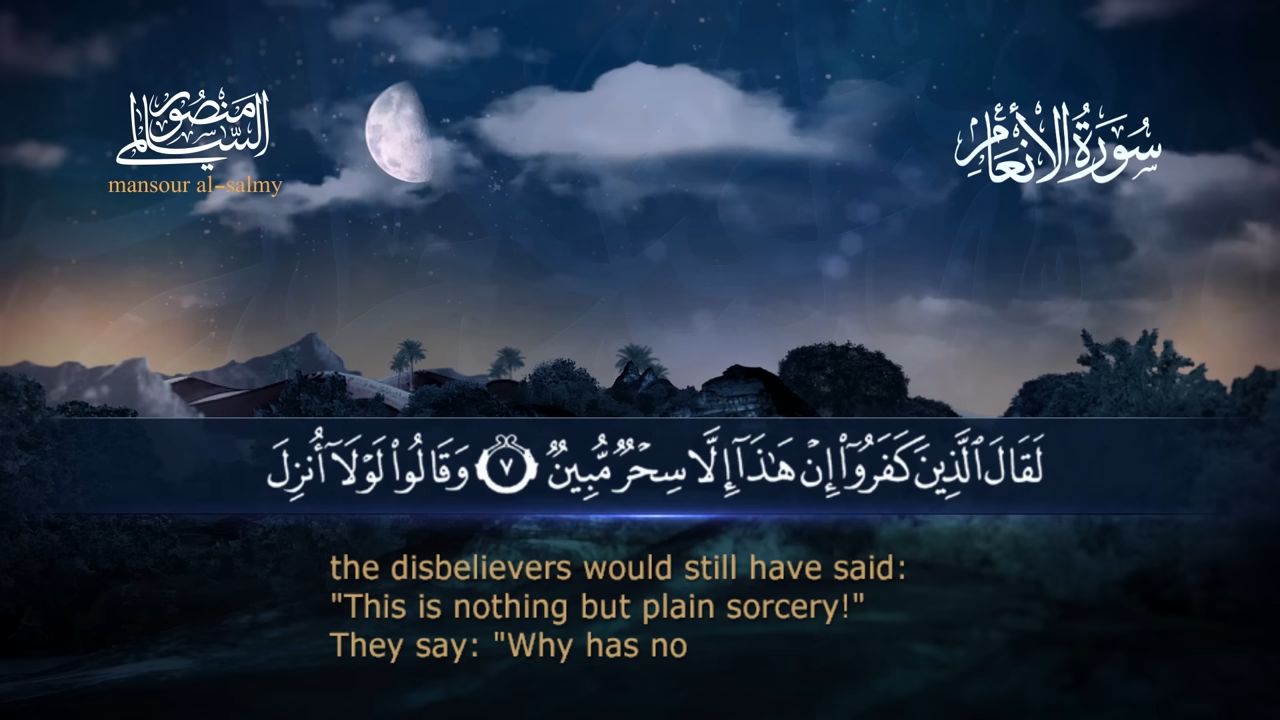 مَنصُور السَّالمي
mansour al-salmy
سُورَةُ الأَنْعَامِ
لَقَالَ ٱلَّذِينَ كَفَرُوٓا۟ إِنْ هَـٰذَآ إِلَّا سِحْرٌ مُّبِينٌ ٧ وَقَالُوا۟ لَوْلَآ أُنزِلَ
the disbelievers would still have said:
"This is nothing but plain sorcery!"
They say: "Why has no